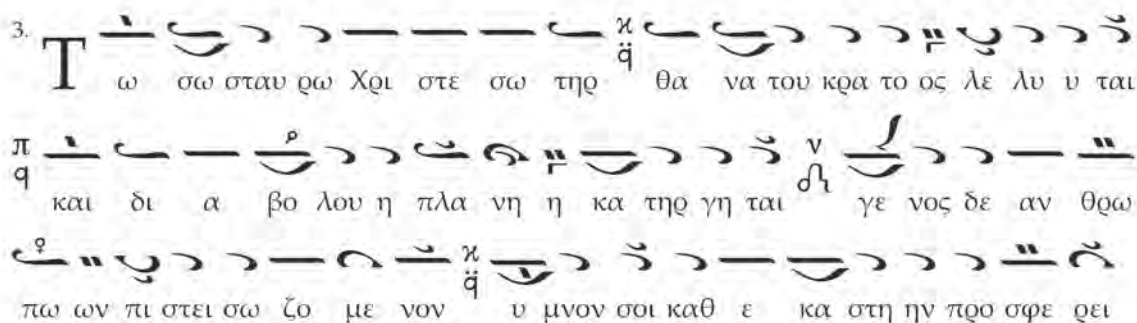 3. Τω σω σταυ ρω Χρι στε σω τηρ θα να του κρα το ος λε λυ υ ται
και δι α βο λου η πλα νη η κα τηρ γη ται γε νος δε αν θρω
πω ων πι στει σω ζο με νον υ μνον σοι καθ ε κα στη ην προ σφε ρει